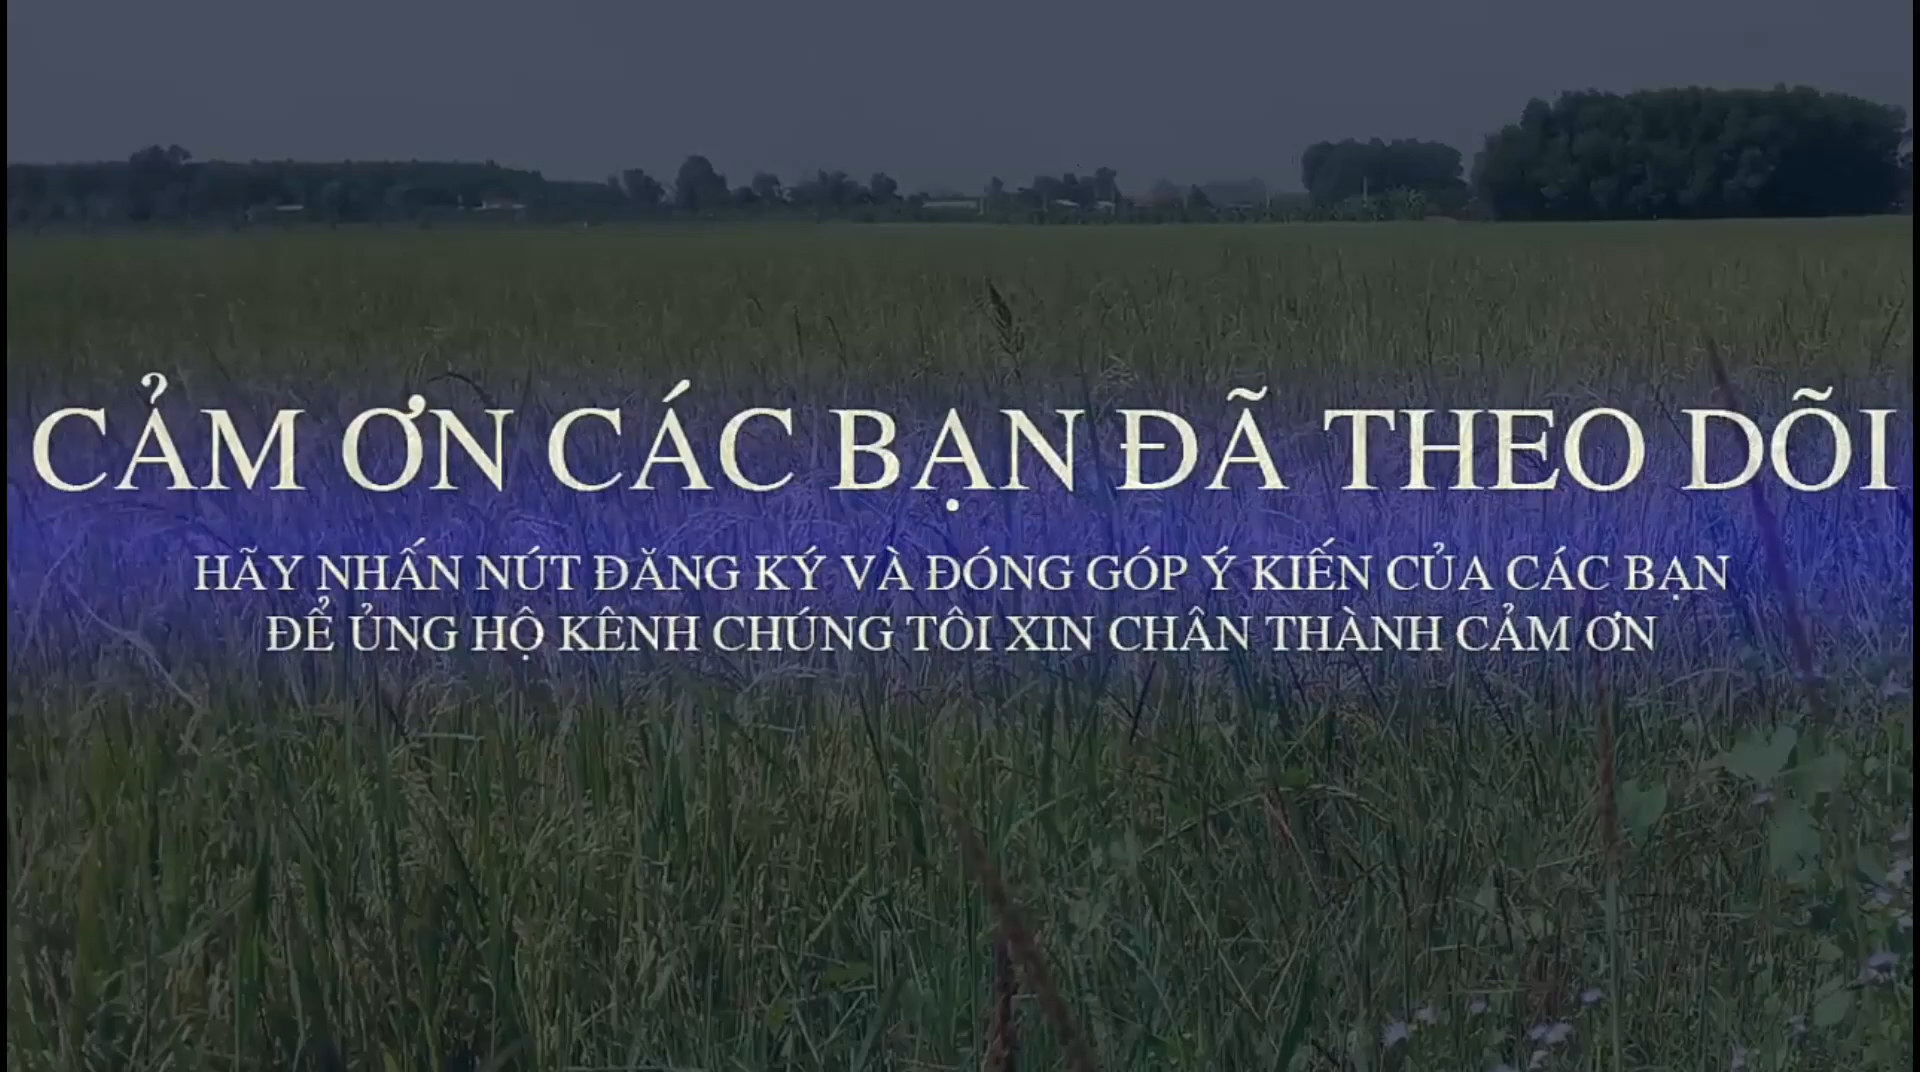 CẢM ƠN CÁC BẠN ĐÃ THEO DÕI
HÃY NHẤN NÚT ĐĂNG KÝ VÀ ĐÓNG GÓP Ý KIẾN CỦA CÁC BẠN
ĐỂ ỦNG HỘ KÊNH CHÚNG TÔI XIN CHÂN THÀNH CẢM ƠN